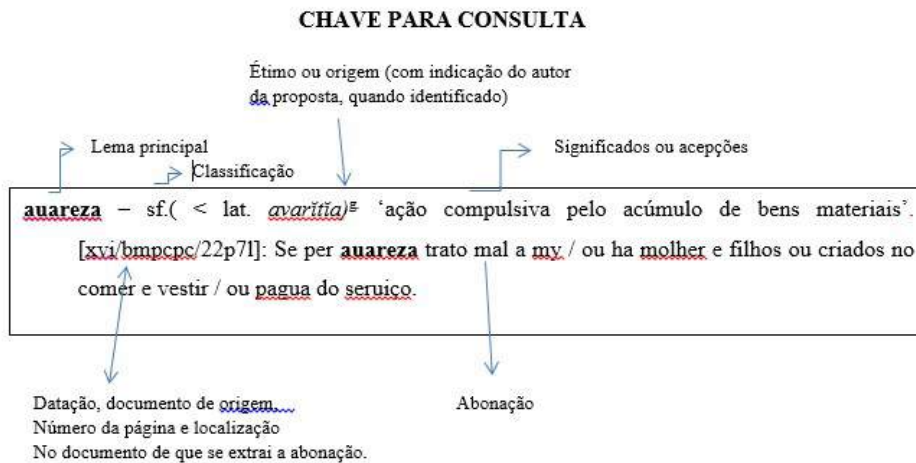 CHAVE PARA CONSULTA
Étimo ou origem (com indicação do autor
da proposta, quando identificado)
Lema principal
Significados ou acepções
Classificação
auareza – sf.( < lat. avarĭtĭa)g ‘ação compulsiva pelo acúmulo de bens materiais’.
[xvi/bmpcpc/22p7l]: Se per auareza trato mal a my / ou ha molher e filhos ou criados no
comer e vestir / ou pagua do seruiço.
Datação, documento de origem,
Número da página e localização
No documento de que se extrai a abonação.
Abonação